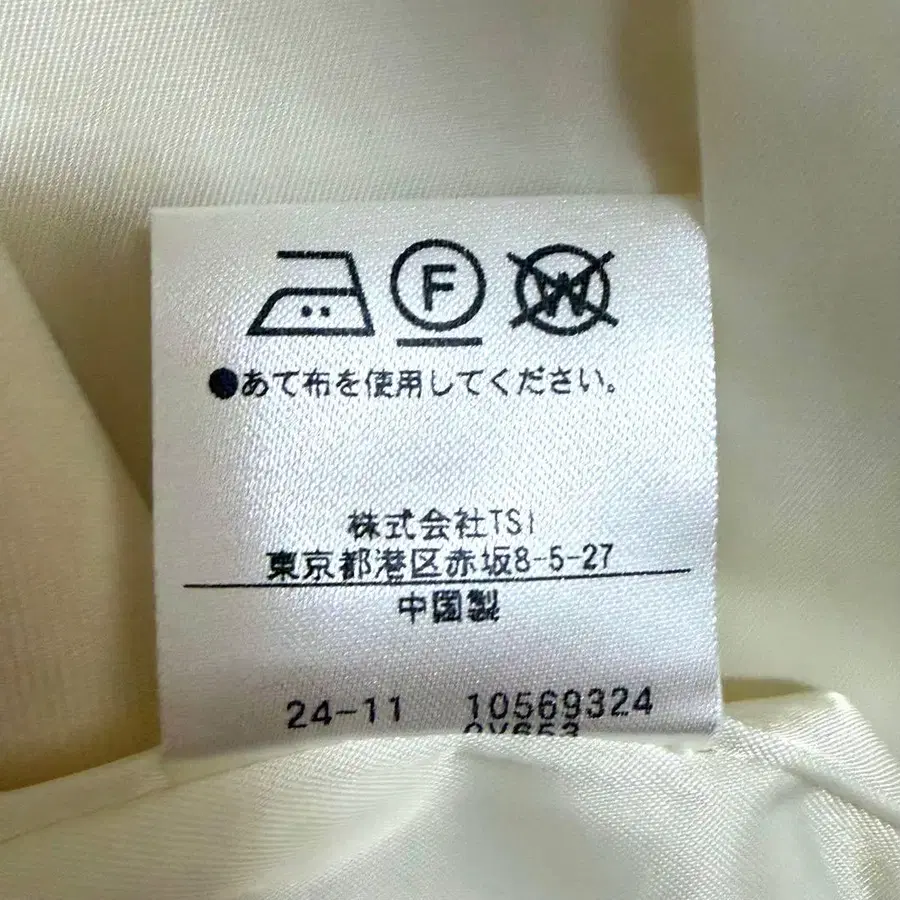 F W
●あて布を使用してください。
株式会社TSI
東京都港区赤坂8-5-27
中国製
24-11 10569324